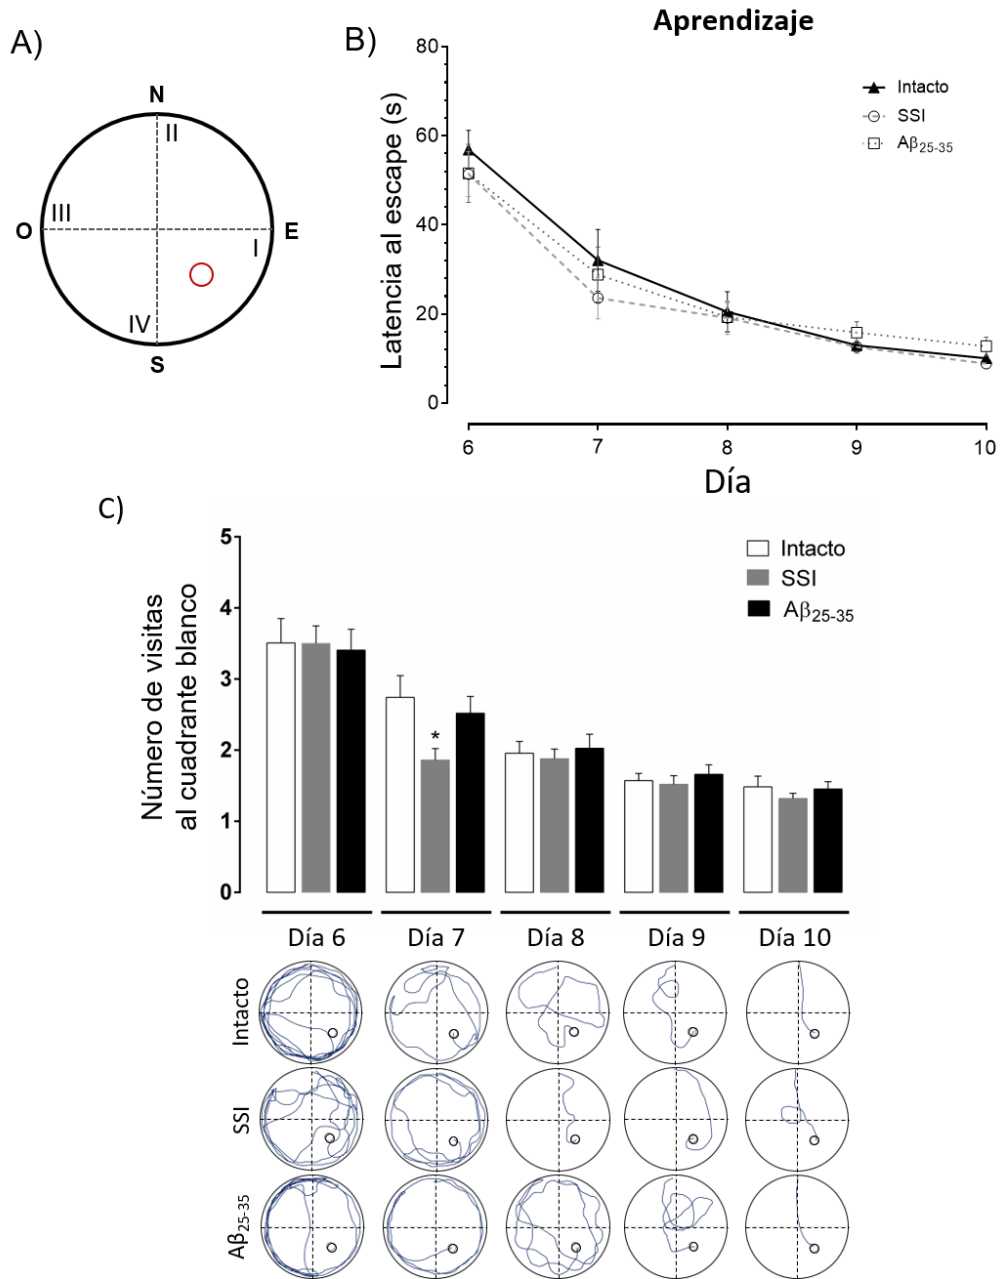 A)
N
II
III
O
E
I
IV
S
B)
Aprendizaje
Latencia al escape (s)
80
60
40
20
0
6 7 8 9 10
Día
Intacto
SSI
Aβ25-35
C)
Número de visitas
al cuadrante blanco
5
4
3
2
1
0
Intacto
SSI
Aβ25-35
*
Día 6 Día 7 Día 8 Día 9 Día 10
Intacto
SSI
Aβ25-35